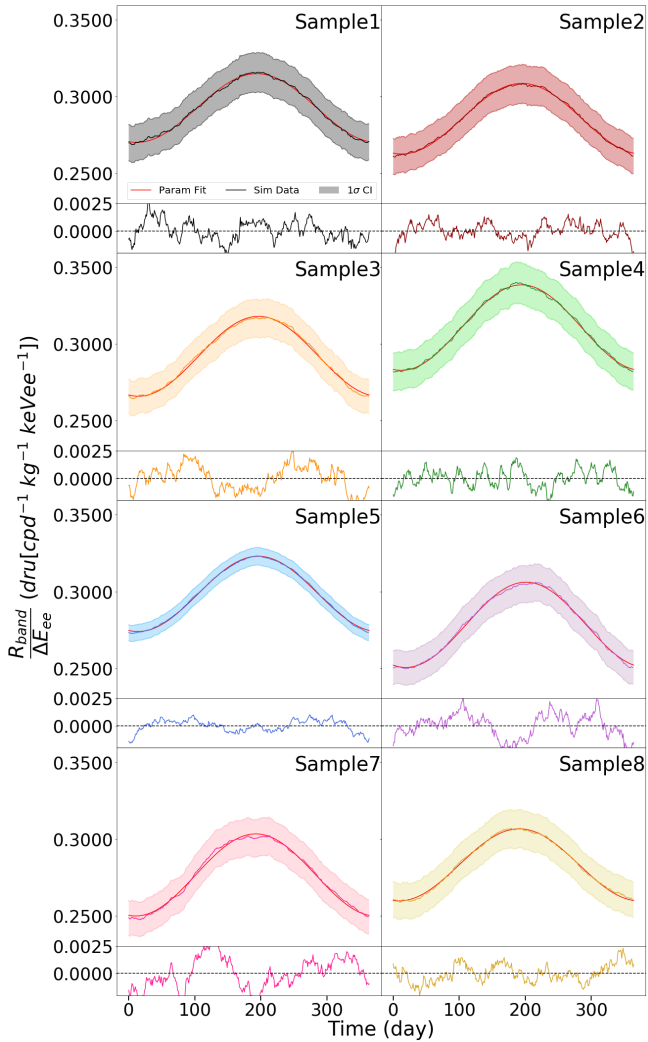 0.3500
Sample1
Sample2
0.3000
0.2500
Param Fit
Sim Data
1σ CI
0.0025
0.0000
0.3500
Sample3
Sample4
0.3000
0.2500
0.0025
0.0000
0.3500
Sample5
Sample6
0.3000
0.2500
0.0025
0.0000
0.3500
Sample7
Sample8
0.3000
0.2500
0.0025
0.0000
0 100 200 300 0 100 200 300
Time (day)
R_band/ΔE_ee (dru[cpd⁻¹ kg⁻¹ keVee⁻¹])